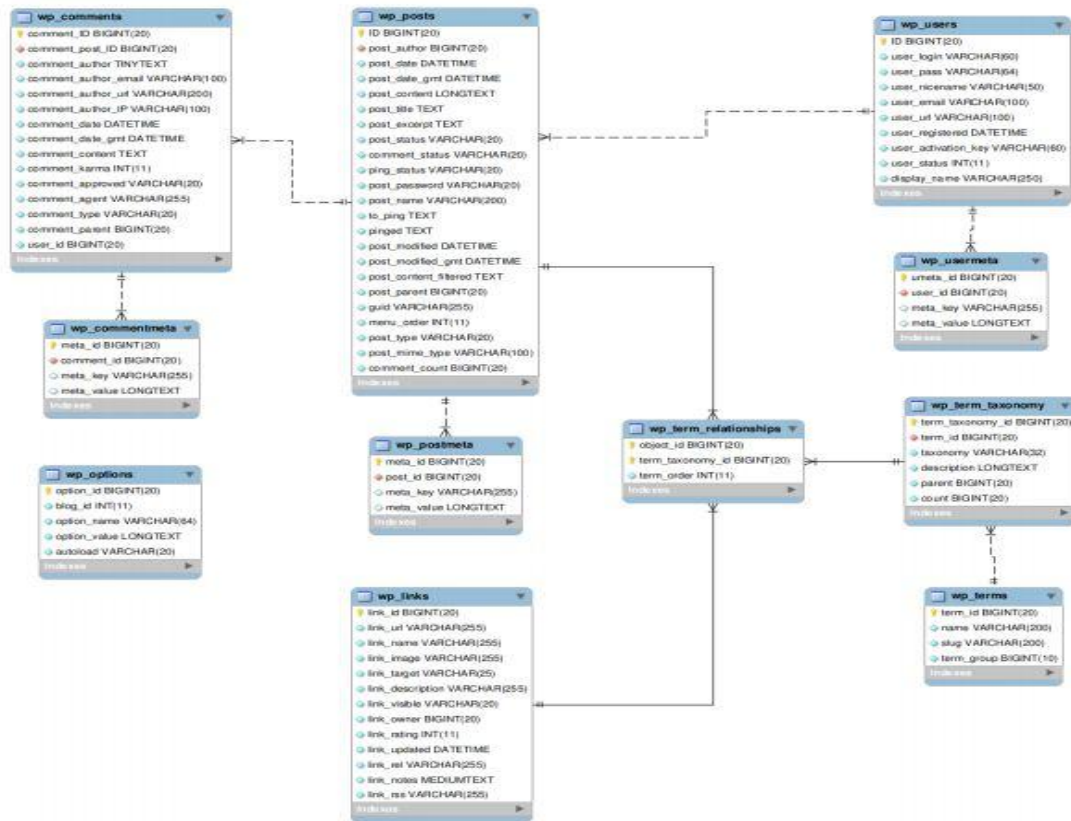 wp_comments
comment_ID BIGINT(20)
comment_post_ID BIGINT(20)
comment_author TINYTEXT
comment_author_email VARCHAR(100)
comment_author_url VARCHAR(200)
comment_author_IP VARCHAR(100)
comment_date DATETIME
comment_date_gmt DATETIME
comment_content TEXT
comment_karma INT(11)
comment_approved VARCHAR(20)
comment_agent VARCHAR(255)
comment_type VARCHAR(20)
comment_parent BIGINT(20)
user_id BIGINT(20)
Indexes
wp_posts
ID BIGINT(20)
post_author BIGINT(20)
post_date DATETIME
post_date_gmt DATETIME
post_content LONGTEXT
post_title TEXT
post_excerpt TEXT
post_status VARCHAR(20)
comment_status VARCHAR(20)
ping_status VARCHAR(20)
post_password VARCHAR(20)
post_name VARCHAR(200)
to_ping TEXT
pinged TEXT
post_modified DATETIME
post_modified_gmt DATETIME
post_content_filtered TEXT
post_parent BIGINT(20)
guid VARCHAR(255)
menu_order INT(11)
post_type VARCHAR(20)
post_mime_type VARCHAR(100)
comment_count BIGINT(20)
Indexes
wp_users
ID BIGINT(20)
user_login VARCHAR(60)
user_pass VARCHAR(64)
user_nicename VARCHAR(50)
user_email VARCHAR(100)
user_url VARCHAR(100)
user_registered DATETIME
user_activation_key VARCHAR(60)
user_status INT(11)
display_name VARCHAR(250)
Indexes
wp_usermeta
umeta_id BIGINT(20)
user_id BIGINT(20)
meta_key VARCHAR(255)
meta_value LONGTEXT
Indexes
wp_commentmeta
meta_id BIGINT(20)
comment_id BIGINT(20)
meta_key VARCHAR(255)
meta_value LONGTEXT
Indexes
wp_postmeta
meta_id BIGINT(20)
post_id BIGINT(20)
meta_key VARCHAR(255)
meta_value LONGTEXT
Indexes
wp_term_relationships
object_id BIGINT(20)
term_taxonomy_id BIGINT(20)
term_order INT(11)
Indexes
wp_term_taxonomy
term_taxonomy_id BIGINT(20)
term_id BIGINT(20)
taxonomy VARCHAR(32)
description LONGTEXT
parent BIGINT(20)
count BIGINT(20)
Indexes
wp_options
option_id BIGINT(20)
blog_id INT(11)
option_name VARCHAR(64)
option_value LONGTEXT
autoload VARCHAR(20)
Indexes
wp_links
link_id BIGINT(20)
link_url VARCHAR(255)
link_name VARCHAR(255)
link_image VARCHAR(255)
link_target VARCHAR(25)
link_description VARCHAR(255)
link_visible VARCHAR(20)
link_owner BIGINT(20)
link_rating INT(11)
link_updated DATETIME
link_rel VARCHAR(255)
link_notes MEDIUMTEXT
link_rss VARCHAR(255)
Indexes
wp_terms
term_id BIGINT(20)
name VARCHAR(200)
slug VARCHAR(200)
term_group BIGINT(10)
Indexes